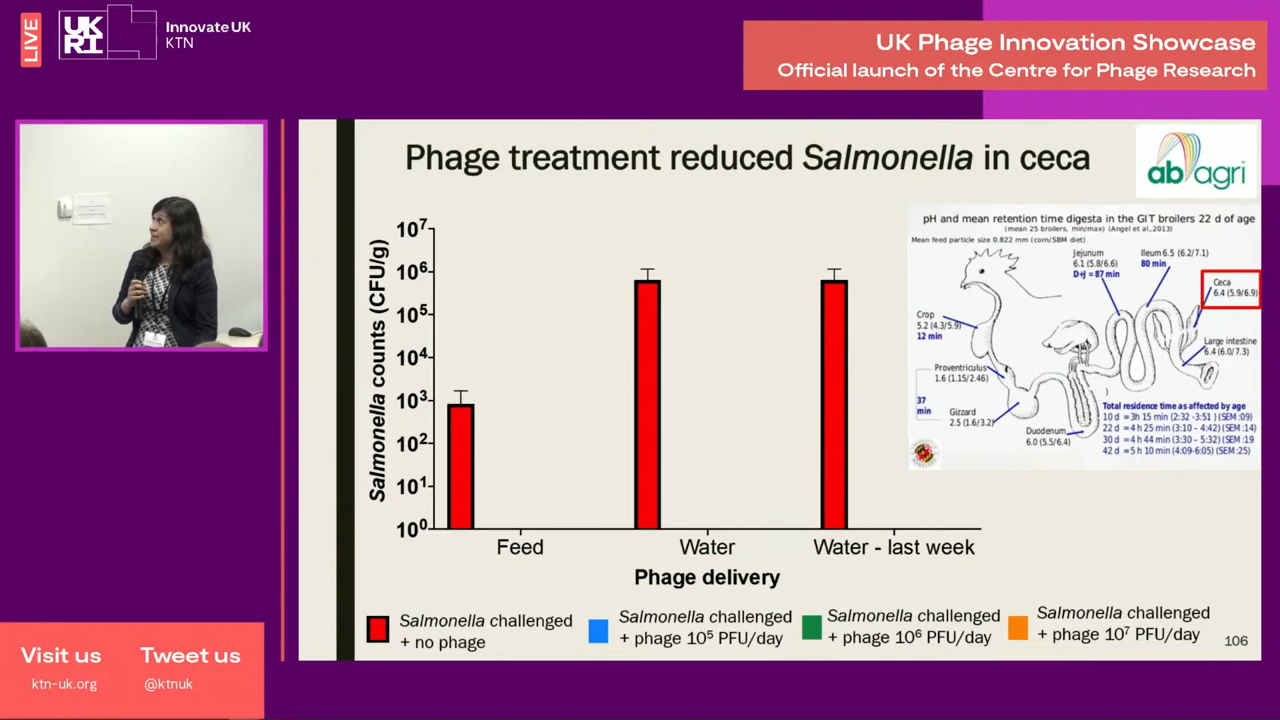 LIVE
UKRI
Innovate UK
KTN
UK Phage Innovation Showcase
Official launch of the Centre for Phage Research
Phage treatment reduced Salmonella in ceca
ab agri
Salmonella counts (CFU/g)
10⁷
10⁶
10⁵
10⁴
10³
10²
10¹
10⁰
Feed
Water
Water - last week
Phage delivery
pH and mean retention time digesta in the GIT broilers 22 d of age
(mean 25 broilers, min/max) (Angel et al.,2013)
Mean feed particle size 0.822 mm (corn/SBM diet)
Jejunum
6.1 (5.8/6.6)
D+J = 87 min
Ileum 6.5 (6.2/7.1)
80 min
Ceca
6.4 (5.9/6.9)
Crop
5.2 (4.3/5.9)
12 min
Large intestine
6.4 (6.0/7.3)
Proventriculus
1.6 (1.15/2.46)
37
min
Gizzard
2.5 (1.6/3.2)
Duodenum
6.0 (5.5/6.4)
Total residence time as affected by age
10 d = 3h 15 min (2:32 -3:51 ) (SEM :09)
22 d = 4 h 25 min (3:10 – 4:42) (SEM :14)
30 d = 4 h 44 min (3:30 – 5:32) (SEM :19
42 d = 5 h 10 min (4:09-6:05) (SEM:25)
Salmonella challenged
+ no phage
Salmonella challenged
+ phage 10⁵ PFU/day
Salmonella challenged
+ phage 10⁶ PFU/day
Salmonella challenged
+ phage 10⁷ PFU/day
106
Visit us
ktn-uk.org
Tweet us
@ktnuk